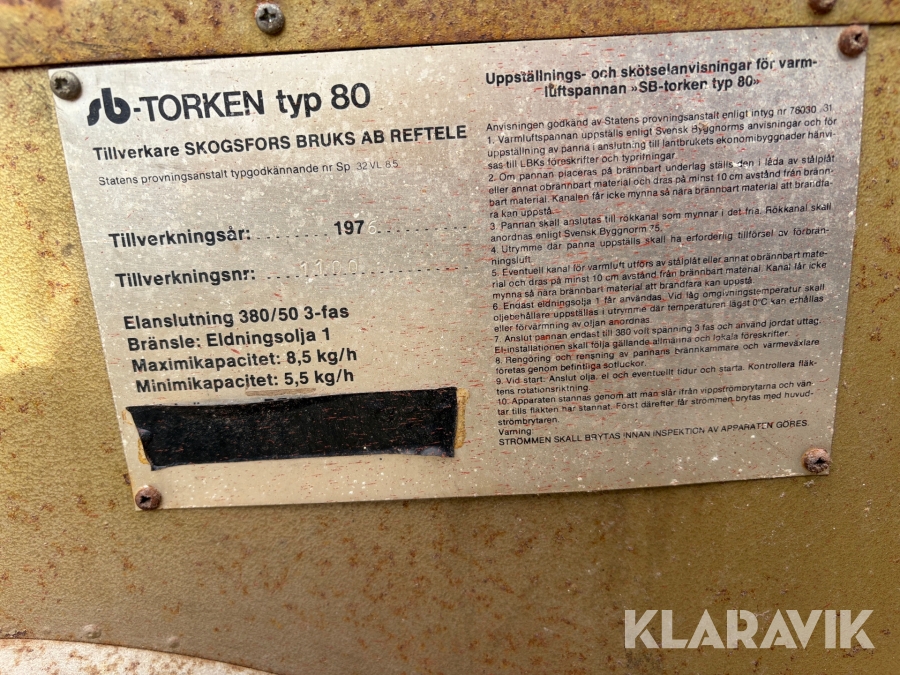 sb-TORKEN typ 80
Tillverkare SKOGSFORS BRUKS AB REFTELE
Statens provningsanstalt typgodkännande nr Sp 32 VL 85
Tillverkningsår: 1976
Tillverkningsnr: 1100
Elanslutning 380/50 3-fas
Bränsle: Eldningsolja 1
Maximikapacitet: 8,5 kg/h
Minimikapacitet: 5,5 kg/h
Uppställnings- och skötselanvisningar för varm-
luftspannan »SB-torken typ 80»
Anvisningen godkänd av Statens provningsanstalt enligt intyg nr 76030 31
1. Varmluftspannan uppställs enligt Svensk Byggnorms anvisningar och för
uppställning av panna i anslutning till lantbrukets ekonomibyggnader hänvi-
sas till LBKs föreskrifter och typritningar.
2. Om pannan placeras på brännbart underlag ställs den i låda av stålplåt
eller annat obrännbart material och dras på minst 10 cm avstånd från bränn-
bart material. Kanalen får icke mynna så nära brännbart material att brandfa-
ra kan uppstå.
3. Pannan skall anslutas till rökkanal som mynnar i det fria. Rökkanal skall
anordnas enligt Svensk Byggnorm 75.
4. Utrymme där panna uppställs skall ha erforderlig tillförsel av förbrän-
ningsluft.
5. Eventuell kanal för varmluft utförs av stålplåt eller annat obrännbart mate-
rial och dras på minst 10 cm avstånd från brännbart material. Kanal får icke
mynna så nära brännbart material att brandfara kan uppstå.
6. Endast eldningsolja 1 får användas. Vid låg omgivningstemperatur skall
oljebehållare uppställas i utrymme där temperaturen lägst 0°C kan erhållas
eller förvärmning av oljan anordnas.
7. Anslut pannan endast till 380 volt spänning 3 fas och använd jordat uttag.
El-installationen skall följa gällande allmänna och lokala föreskrifter.
8. Rengöring och rensning av pannans brännkammare och värmeväxlare
företas genom befintliga sotluckor.
9. Vid start: Anslut olja, el och eventuellt tidur och starta. Kontrollera fläk-
tens rotationsriktning.
10. Apparaten stannas genom att man slår ifrån vippströmbrytarna och vän-
tar tills fläkten har stannat. Först därefter får strömmen brytas med huvud-
strömbrytaren.
Varning:
STRÖMMEN SKALL BRYTAS INNAN INSPEKTION AV APPARATEN GÖRES.
KLARAVIK